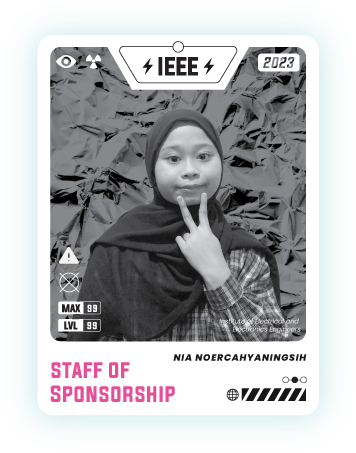 IEEE
2023
MAX 99
LVL 99
Institute of Electrical and
Electronics Engineers
NIA NOERCAHYANINGSIH
STAFF OF
SPONSORSHIP